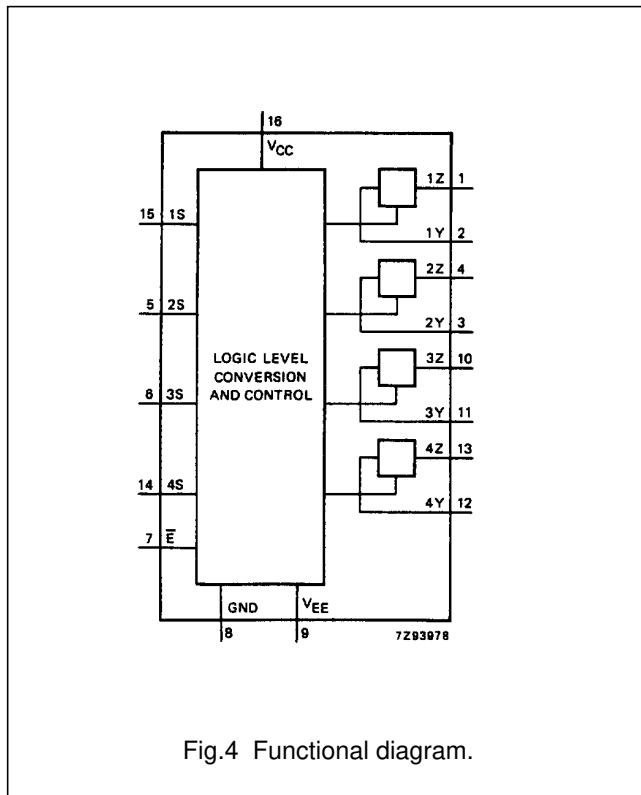 16
VCC
15 1S
5 2S
6 3S
14 4S
7 E̅
LOGIC LEVEL
CONVERSION
AND CONTROL
1Z 1
1Y 2
2Z 4
2Y 3
3Z 10
3Y 11
4Z 13
4Y 12
GND
8
VEE
9
7Z93978
Fig.4 Functional diagram.